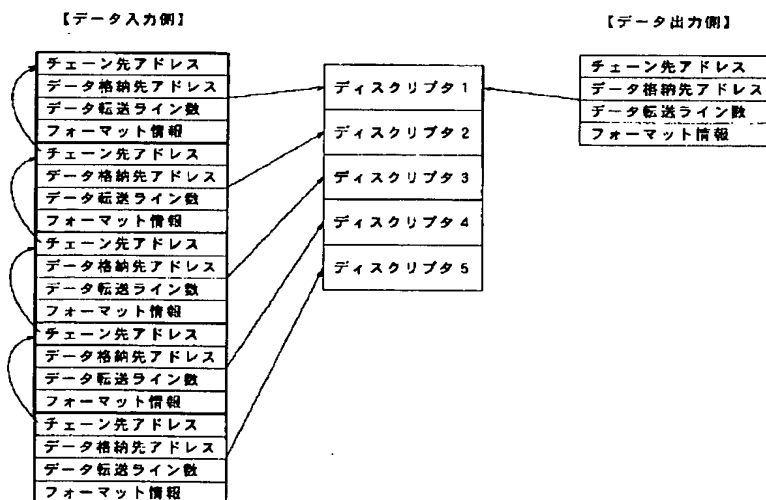 【データ入力側】
チェーン先アドレス
データ格納先アドレス
データ転送ライン数
フォーマット情報
チェーン先アドレス
データ格納先アドレス
データ転送ライン数
フォーマット情報
チェーン先アドレス
データ格納先アドレス
データ転送ライン数
フォーマット情報
チェーン先アドレス
データ格納先アドレス
データ転送ライン数
フォーマット情報
チェーン先アドレス
データ格納先アドレス
データ転送ライン数
フォーマット情報
ディスクリプタ1
ディスクリプタ2
ディスクリプタ3
ディスクリプタ4
ディスクリプタ5
【データ出力側】
チェーン先アドレス
データ格納先アドレス
データ転送ライン数
フォーマット情報